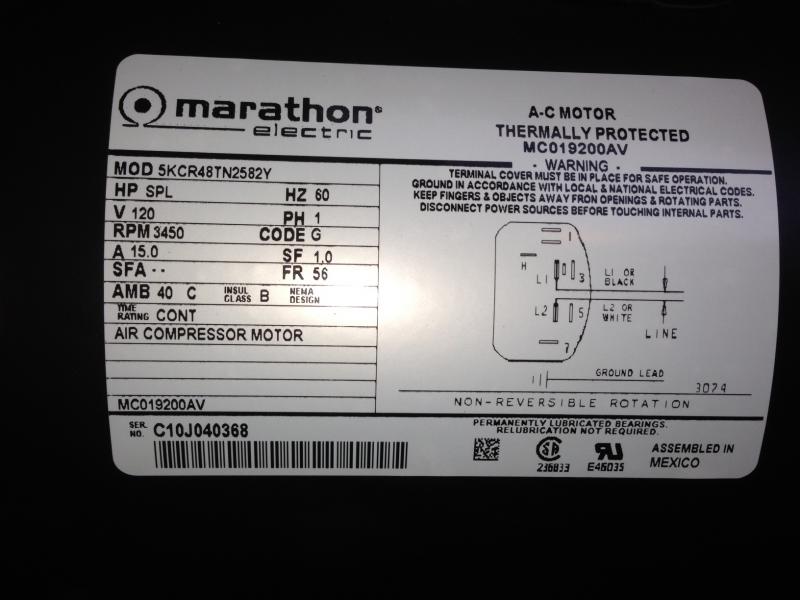 marathon®
electric
A-C MOTOR
THERMALLY PROTECTED
MC019200AV
MOD 5KCR48TN2582Y
HP SPL HZ 60
V 120 PH 1
RPM 3450 CODE G
A 15.0 SF 1.0
SFA -- FR 56
AMB 40 C INSUL CLASS B NEMA DESIGN
TIME RATING CONT
AIR COMPRESSOR MOTOR
MC019200AV
- WARNING -
TERMINAL COVER MUST BE IN PLACE FOR SAFE OPERATION.
GROUND IN ACCORDANCE WITH LOCAL & NATIONAL ELECTRICAL CODES.
KEEP FINGERS & OBJECTS AWAY FRON OPENINGS & ROTATING PARTS.
DISCONNECT POWER SOURCES BEFORE TOUCHING INTERNAL PARTS.
1
H
L1 3 L1 OR
BLACK
L2 5 L2 OR
WHITE
LINE
7
GROUND LEAD
3074
NON-REVERSIBLE ROTATION
SER. NO. C10J040368
PERMANENTLY LUBRICATED BEARINGS.
RELUBRICATION NOT REQUIRED.
236833
E46035
ASSEMBLED IN
MEXICO